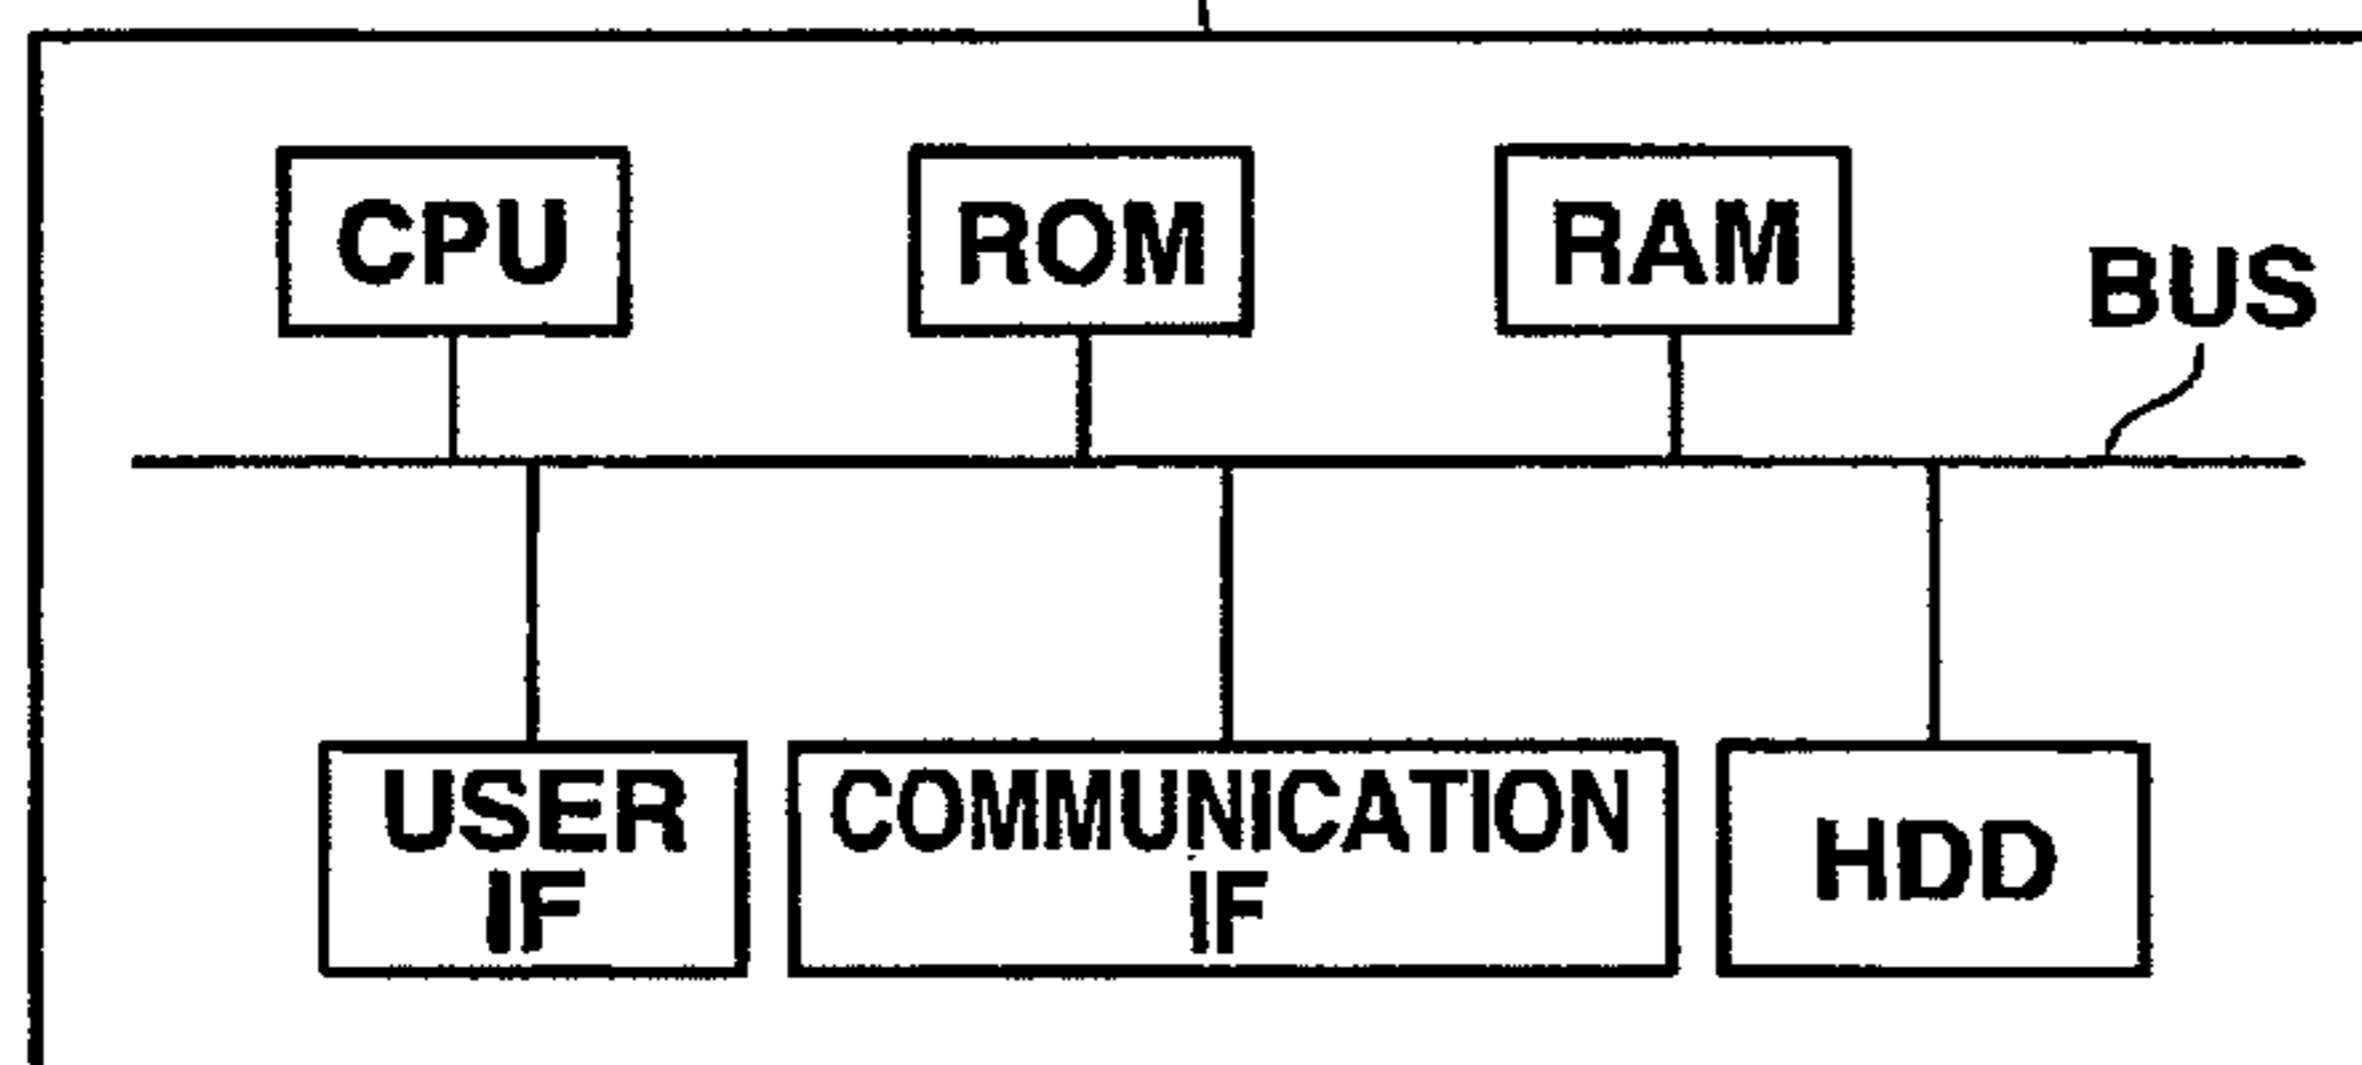 CPU
ROM
RAM
BUS
USER
IF
COMMUNICATION
IF
HDD